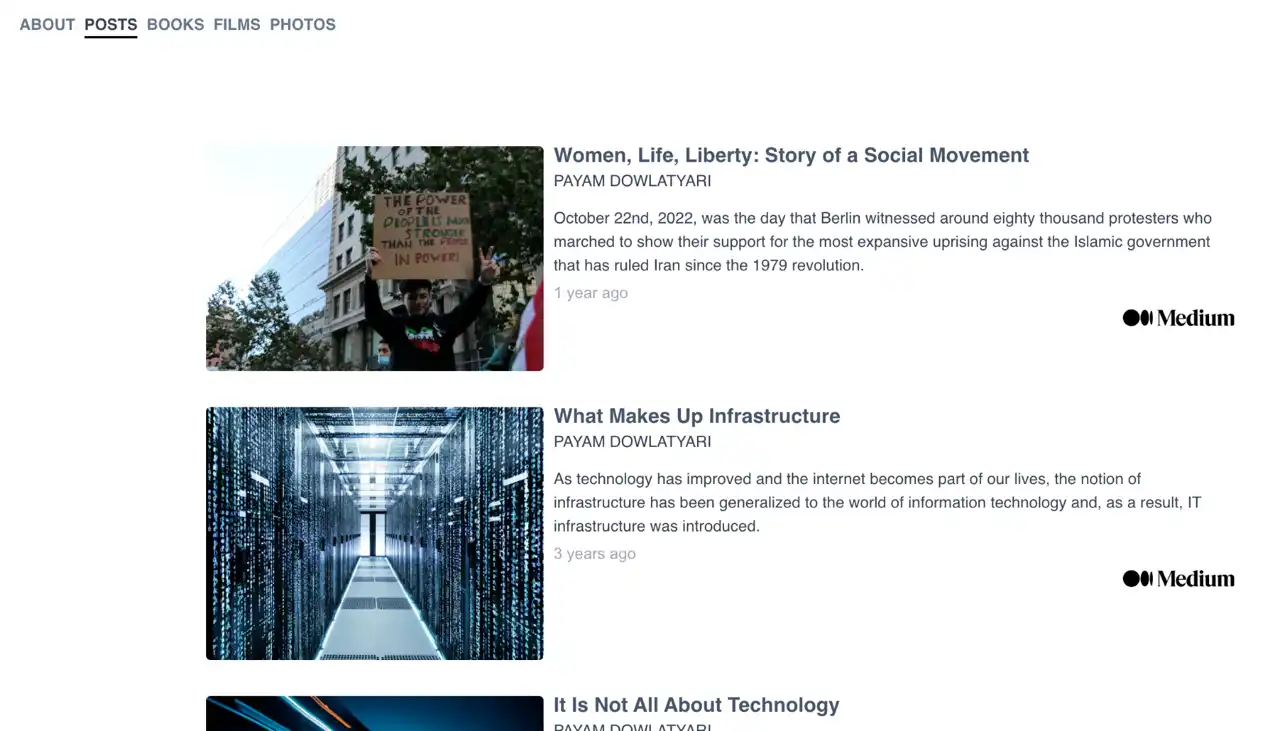 ABOUT POSTS BOOKS FILMS PHOTOS
THE POWER
OF THE
PEOPLE IS MUCH
STRONGER
THAN THE PEOPLE
IN POWER!
Women, Life, Liberty: Story of a Social Movement
PAYAM DOWLATYARI
October 22nd, 2022, was the day that Berlin witnessed around eighty thousand protesters who
marched to show their support for the most expansive uprising against the Islamic government
that has ruled Iran since the 1979 revolution.
1 year ago
Medium
What Makes Up Infrastructure
PAYAM DOWLATYARI
As technology has improved and the internet becomes part of our lives, the notion of
infrastructure has been generalized to the world of information technology and, as a result, IT
infrastructure was introduced.
3 years ago
Medium
It Is Not All About Technology
PAYAM DOWLATYARI